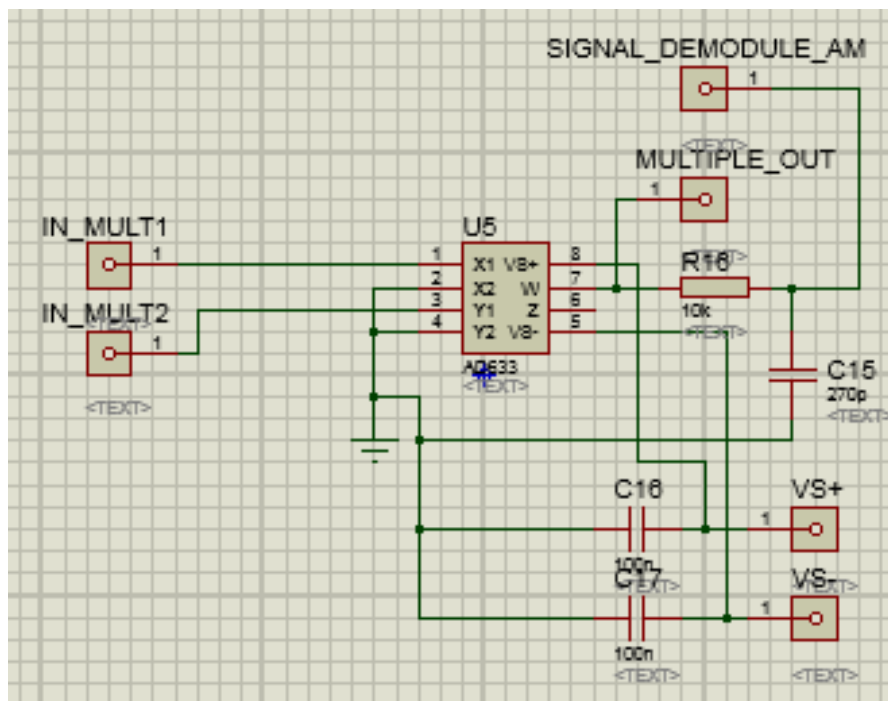 SIGNAL_DEMODULE_AM
1
<TEXT>
MULTIPLE_OUT
1
<TEXT>
IN_MULT1
1
<TEXT>
IN_MULT2
1
<TEXT>
U5
1 X1 VS+ 8
2 X2 W 7
3 Y1 Z 6
4 Y2 VS- 5
AD633
<TEXT>
R16
10k
<TEXT>
C15
270p
<TEXT>
C16
100n
<TEXT>
VS+
1
<TEXT>
C17
100n
<TEXT>
VS-
1
<TEXT>